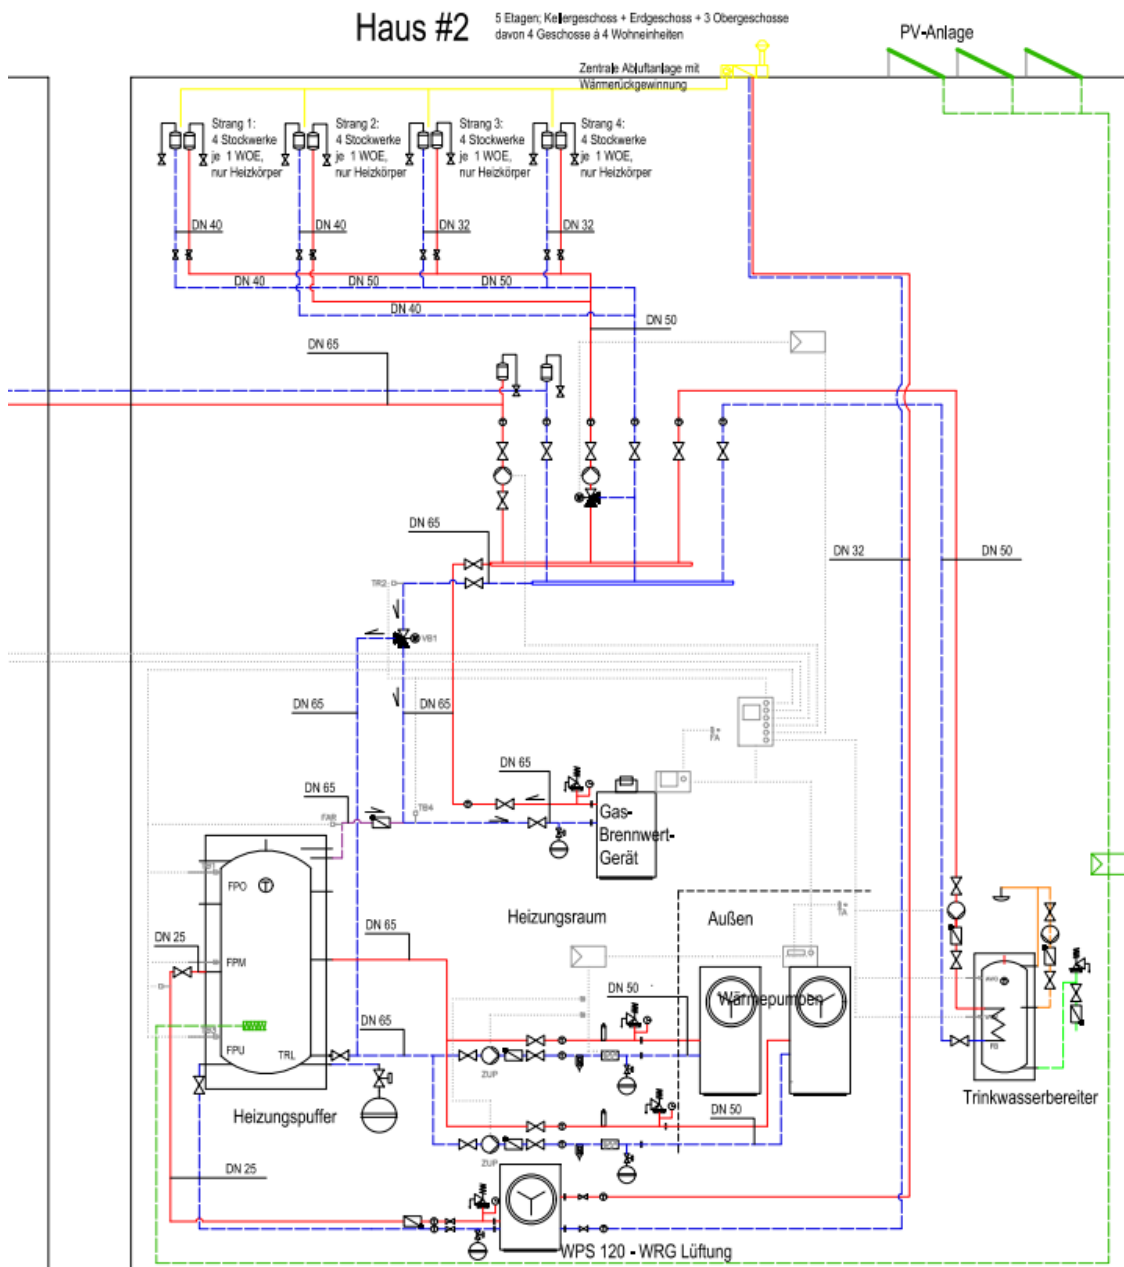 Haus #2
5 Etagen; Kellergeschoss + Erdgeschoss + 3 Obergeschosse
davon 4 Geschosse á 4 Wohneinheiten
PV-Anlage
Zentrale Abluftanlage mit
Wärmerückgewinnung
Strang 1:
4 Stockwerke
je 1 WOE,
nur Heizkörper
Strang 2:
4 Stockwerke
je 1 WOE,
nur Heizkörper
Strang 3:
4 Stockwerke
je 1 WOE,
nur Heizkörper
Strang 4:
4 Stockwerke
je 1 WOE,
nur Heizkörper
DN 40
DN 40
DN 32
DN 32
DN 40
DN 50
DN 50
DN 40
DN 50
DN 65
DN 65
DN 32
DN 50
TR2
VB1
DN 65
DN 65
FA
DN 65
DN 65
TB4
FAR
Gas-
Brennwert-
Gerät
FPO
Heizungsraum
Außen
TA
DN 65
DN 25
FPM
DN 50
Wärmepumpen
DN 65
FPU
TRL
ZUP
FB
Heizungspuffer
Trinkwasserbereiter
DN 50
ZUP
DN 25
WPS 120 - WRG Lüftung